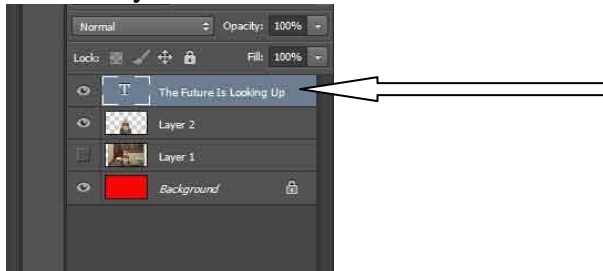 Normal Opacity: 100%
Lock: Fill: 100%
T The Future Is Looking Up
Layer 2
Layer 1
Background